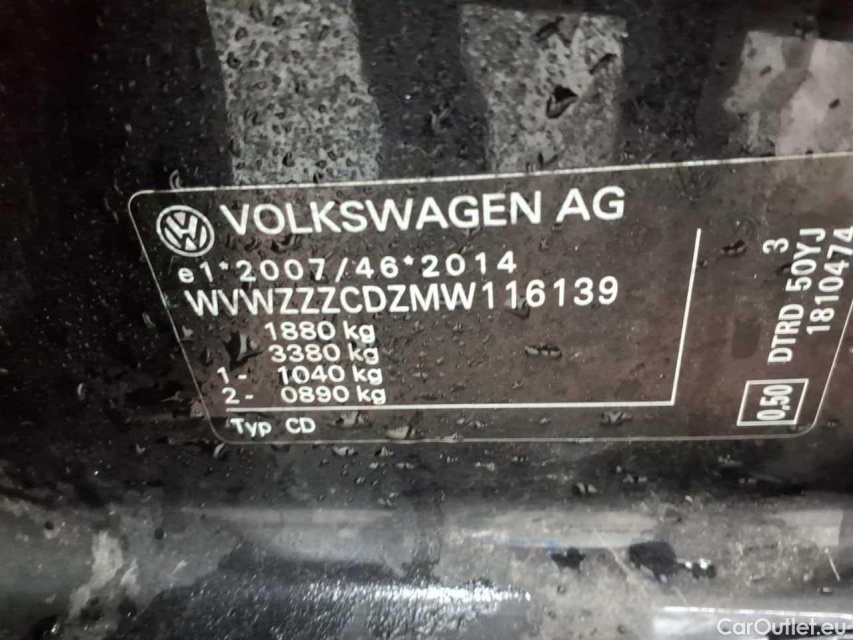 VOLKSWAGEN AG
e1*2007/46*2014
WVWZZZCDZMW116139
1880 kg
3380 kg
1- 1040 kg
2- 0890 kg
Typ CD
3
DTRD 50YJ
1810474
0,50
CarOutlet.eu